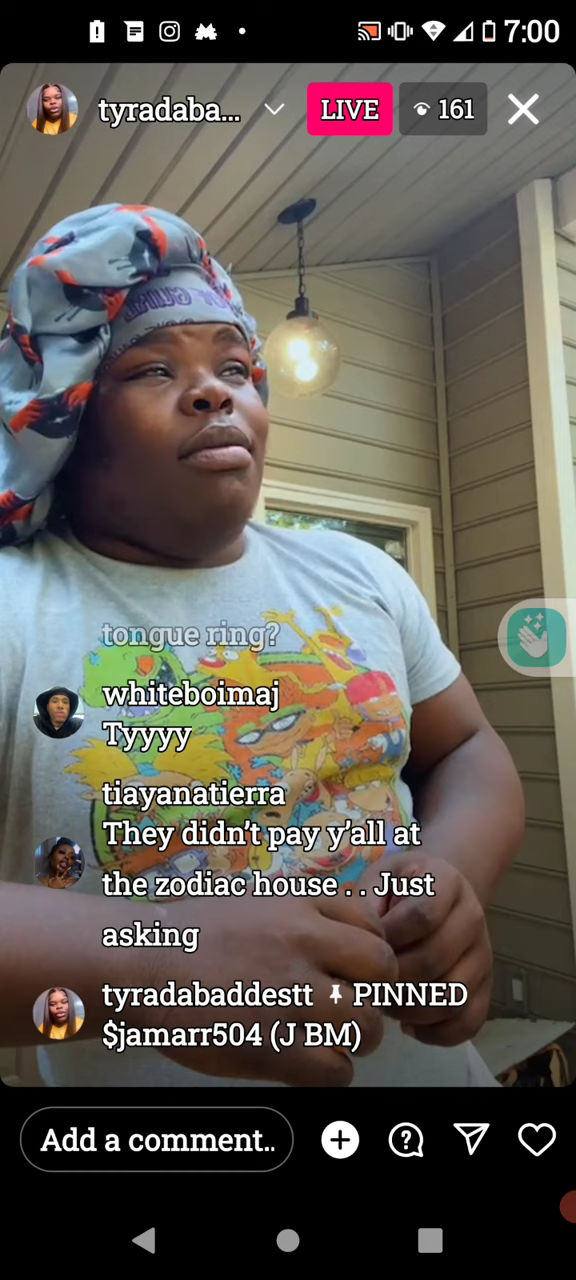 7:00
tyradaba...
LIVE
161
tongue ring?
whiteboimaj
Tyyyy
tiayanatierra
They didn't pay y'all at
the zodiac house . . Just
asking
tyradabaddestt PINNED
$jamarr504 (J BM)
Add a comment..